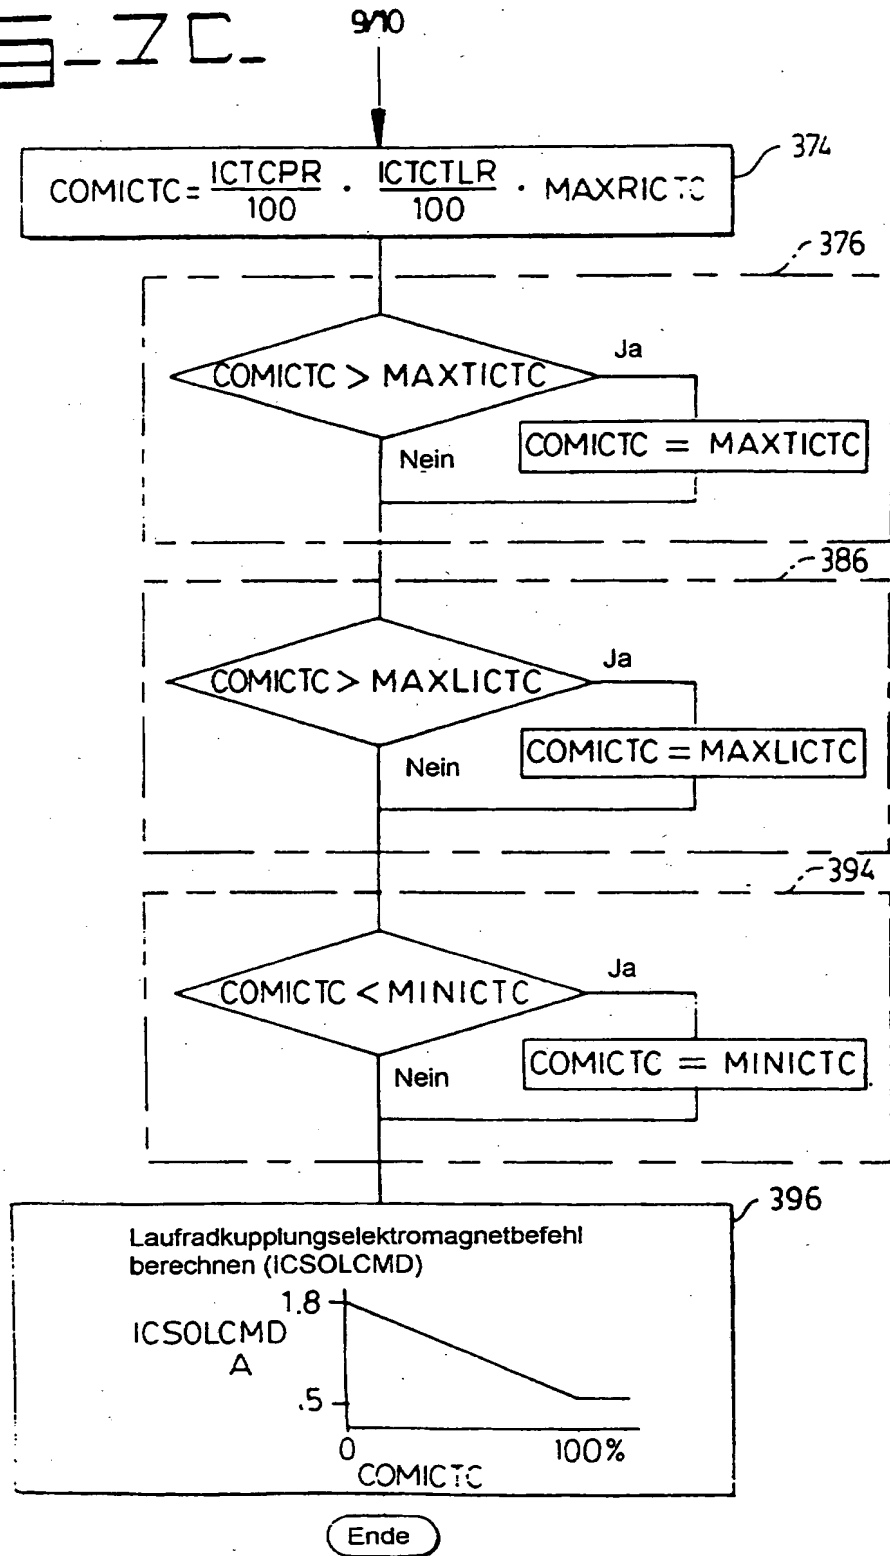 7C
9/10
374
COMICTC = ICTCPR/100 · ICTCTLR/100 · MAXRICTC
376
COMICTC > MAXTICTC
Ja
Nein
COMICTC = MAXTICTC
386
COMICTC > MAXLICTC
Ja
Nein
COMICTC = MAXLICTC
394
COMICTC < MINICTC
Ja
Nein
COMICTC = MINICTC
396
Laufradkupplungselektromagnetbefehl
berechnen (ICSOLCMD)
1.8
ICSOLCMD
A
.5
0
100%
COMICTC
Ende